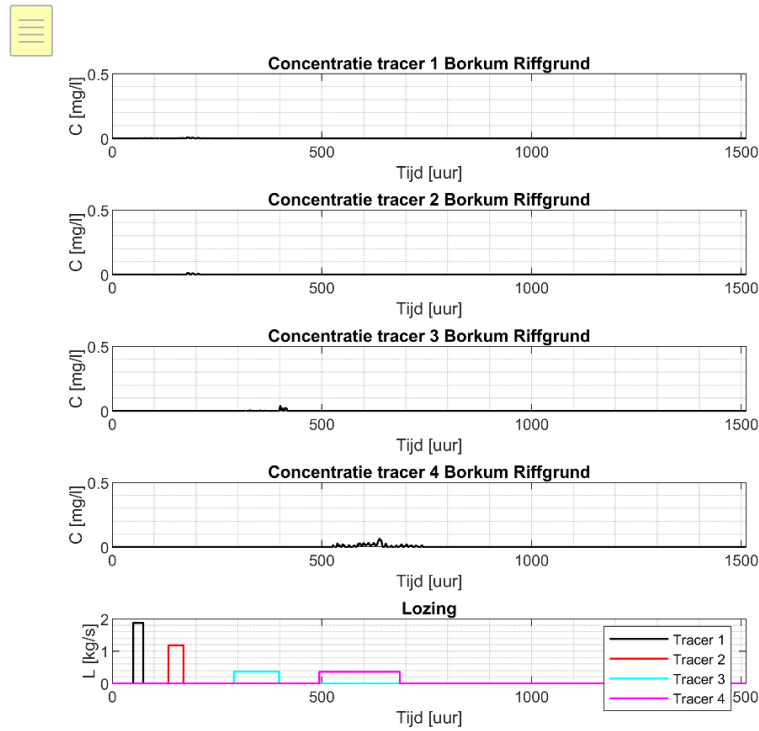 Concentratie tracer 1 Borkum Riffgrund
0.5
C [mg/l]
0
0 500 1000 1500
Tijd [uur]
Concentratie tracer 2 Borkum Riffgrund
0.5
C [mg/l]
0
0 500 1000 1500
Tijd [uur]
Concentratie tracer 3 Borkum Riffgrund
0.5
C [mg/l]
0
0 500 1000 1500
Tijd [uur]
Concentratie tracer 4 Borkum Riffgrund
0.5
C [mg/l]
0
0 500 1000 1500
Tijd [uur]
Lozing
2
L [kg/s]
1
0
Tracer 1
Tracer 2
Tracer 3
Tracer 4
0 500 1000 500
Tijd [uur]